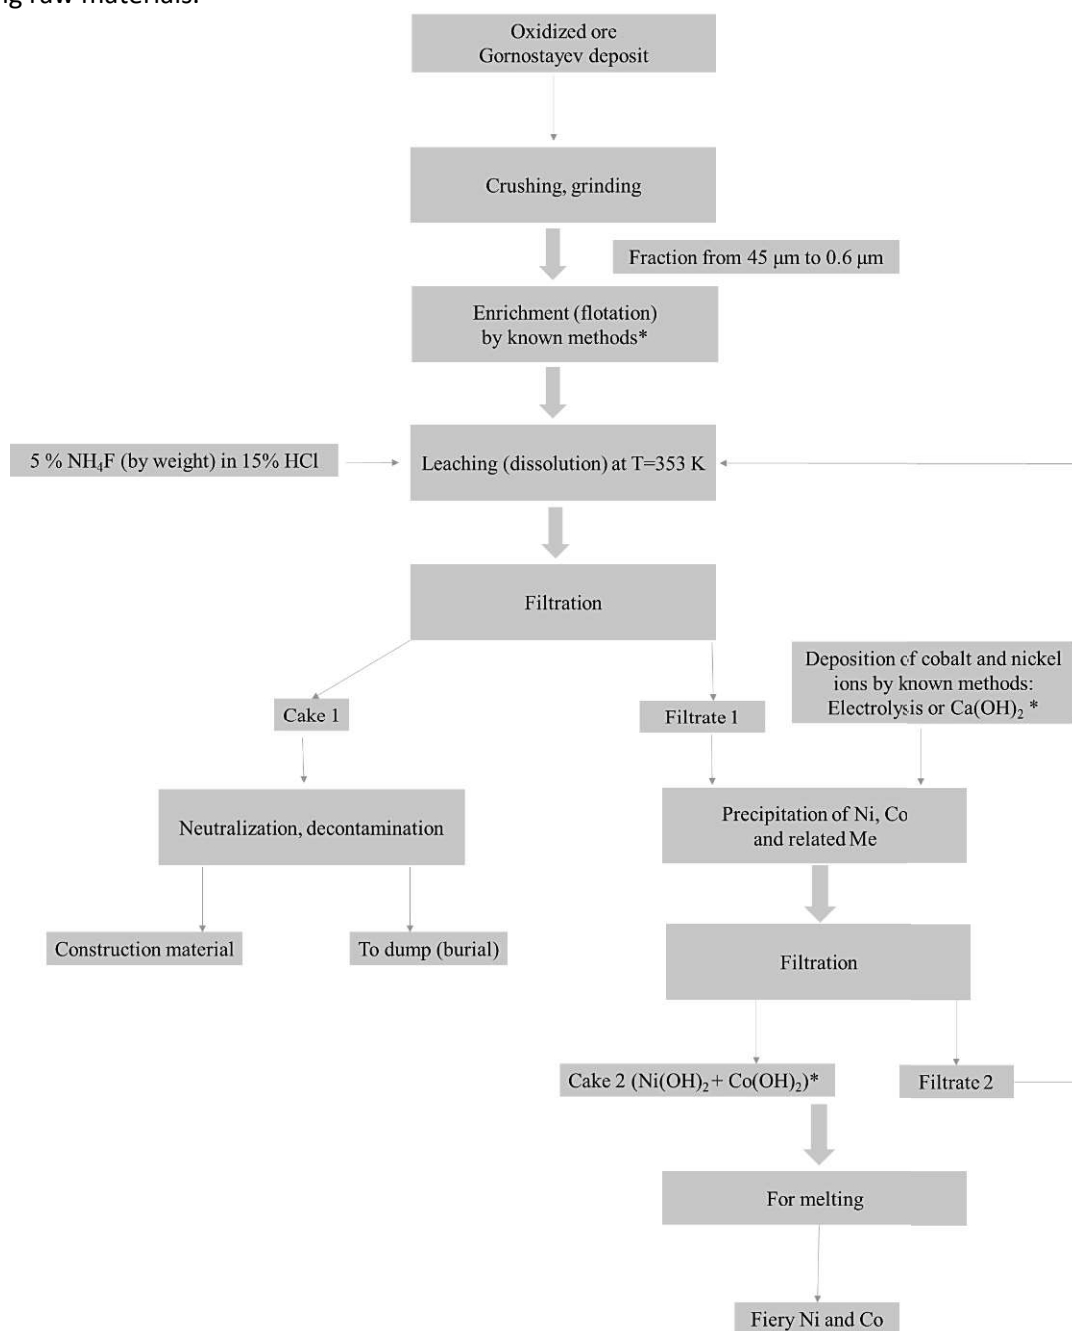 ng raw materials.
Oxidized ore
Gornostayev deposit
Crushing, grinding
Fraction from 45 μm to 0.6 μm
Enrichment (flotation)
by known methods*
5 % NH₄F (by weight) in 15% HCl
Leaching (dissolution) at T=353 K
Filtration
Deposition of cobalt and nickel
ions by known methods:
Electrolysis or Ca(OH)₂ *
Cake 1
Filtrate 1
Neutralization, decontamination
Precipitation of Ni, Co
and related Me
Construction material
To dump (burial)
Filtration
Cake 2 (Ni(OH)₂ + Co(OH)₂)*
Filtrate 2
For melting
Fiery Ni and Co